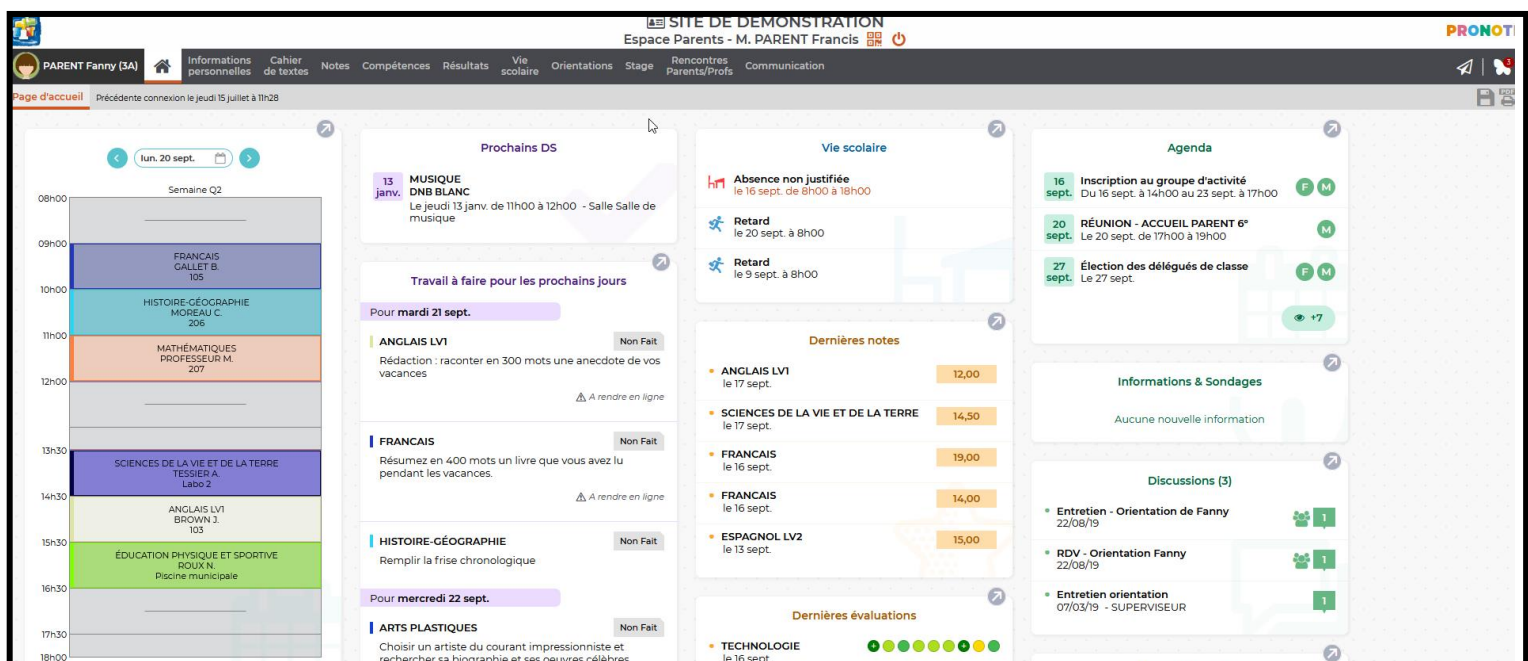 SITE DE DEMONSTRATION
Espace Parents - M. PARENT Francis
PRONOT
PARENT Fanny (3A)
Informations personnelles
Cahier de textes
Notes
Compétences
Résultats
Vie scolaire
Orientations
Stage
Rencontres Parents/Profs
Communication
3
Page d'accueil
Précédente connexion le jeudi 15 juillet à 11h28
PDF
lun. 20 sept.
Semaine Q2
08h00
09h00
FRANCAIS
GALLET B.
105
10h00
HISTOIRE-GÉOGRAPHIE
MOREAU C.
206
11h00
MATHÉMATIQUES
PROFESSEUR M.
207
12h00
13h30
SCIENCES DE LA VIE ET DE LA TERRE
TESSIER A.
Labo 2
14h30
ANGLAIS LV1
BROWN J.
103
15h30
ÉDUCATION PHYSIQUE ET SPORTIVE
ROUX N.
Piscine municipale
16h30
17h30
18h00
Prochains DS
13 janv.
MUSIQUE
DNB BLANC
Le jeudi 13 janv. de 11h00 à 12h00 - Salle Salle de
musique
Travail à faire pour les prochains jours
Pour mardi 21 sept.
ANGLAIS LV1
Non Fait
Rédaction : raconter en 300 mots une anecdote de vos
vacances
A rendre en ligne
FRANCAIS
Non Fait
Résumez en 400 mots un livre que vous avez lu
pendant les vacances.
A rendre en ligne
HISTOIRE-GÉOGRAPHIE
Non Fait
Remplir la frise chronologique
Pour mercredi 22 sept.
ARTS PLASTIQUES
Non Fait
Choisir un artiste du courant impressionniste et
rechercher sa biographie et ses oeuvres célèbres
Vie scolaire
Absence non justifiée
le 16 sept. de 8h00 à 18h00
Retard
le 20 sept. à 8h00
Retard
le 9 sept. à 8h00
Dernières notes
ANGLAIS LV1
12,00
le 17 sept.
SCIENCES DE LA VIE ET DE LA TERRE
14,50
le 17 sept.
FRANCAIS
19,00
le 16 sept.
FRANCAIS
14,00
le 16 sept.
ESPAGNOL LV2
15,00
le 13 sept.
Dernières évaluations
TECHNOLOGIE
le 16 sept.
Agenda
16 sept.
Inscription au groupe d'activité
Du 16 sept. à 14h00 au 23 sept. à 17h00
F M
20 sept.
RÉUNION - ACCUEIL PARENT 6e
Le 20 sept. de 17h00 à 19h00
M
27 sept.
Élection des délégués de classe
Le 27 sept.
F M
+7
Informations & Sondages
Aucune nouvelle information
Discussions (3)
Entretien - Orientation de Fanny
22/08/19
1
RDV - Orientation Fanny
22/08/19
1
Entretien orientation
07/03/19 - SUPERVISEUR
1